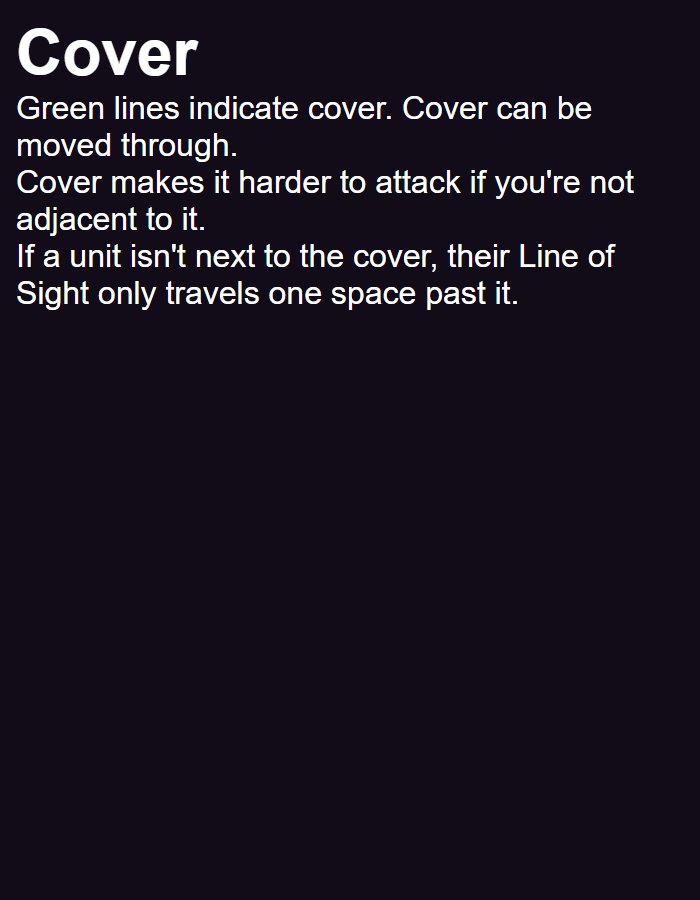 Cover
Green lines indicate cover. Cover can be
moved through.
Cover makes it harder to attack if you're not
adjacent to it.
If a unit isn't next to the cover, their Line of
Sight only travels one space past it.